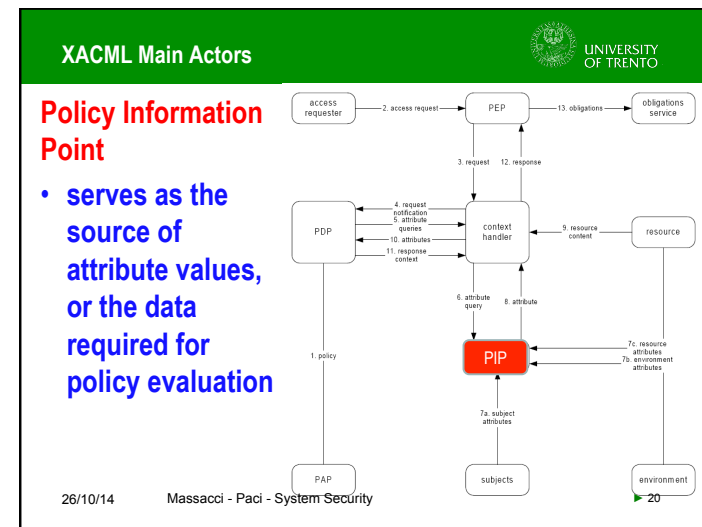 XACML Main Actors
UNIVERSITY
OF TRENTO
Policy Information
Point
• serves as the
source of
attribute values,
or the data
required for
policy evaluation
access
requester
2. access request
PEP
13. obligations
obligations
service
3. request
12. response
PDP
4. request
notification
5. attribute
queries
10. attributes
11. response
context
context
handler
9. resource
content
resource
6. attribute
query
8. attribute
1. policy
PIP
7c. resource
attributes
7b. environment
attributes
7a. subject
attributes
PAP
subjects
environment
26/10/14
Massacci - Paci - System Security
► 20